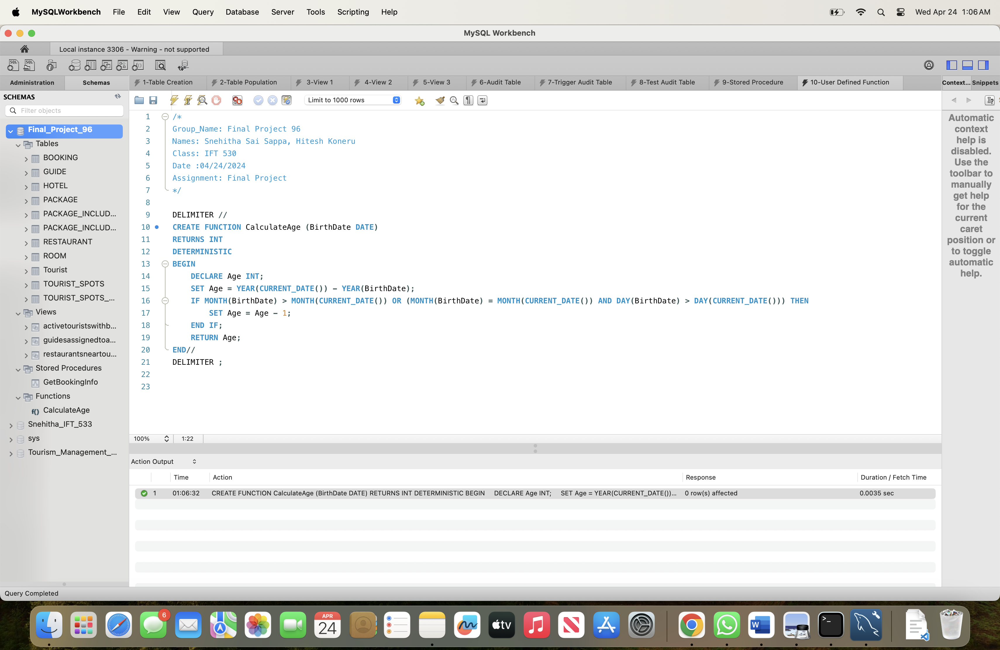 MySQLWorkbench File Edit View Query Database Server Tools Scripting Help Wed Apr 24 1:06 AM
MySQL Workbench
Local instance 3306 - Warning - not supported
Administration Schemas 1-Table Creation 2-Table Population 3-View 1 4-View 2 5-View 3 6-Audit Table 7-Trigger Audit Table 8-Test Audit Table 9-Stored Procedure 10-User Defined Function Context... Snippets
SCHEMAS
Filter objects
Final_Project_96
Tables
BOOKING
GUIDE
HOTEL
PACKAGE
PACKAGE_INCLUD...
PACKAGE_INCLUD...
RESTAURANT
ROOM
Tourist
TOURIST_SPOTS
TOURIST_SPOTS_...
Views
activetouristswithb...
guidesassignedtoa...
restaurantsneartou...
Stored Procedures
GetBookingInfo
Functions
f() CalculateAge
Snehitha_IFT_533
sys
Tourism_Management_...
Limit to 1000 rows
1 /*
2 Group_Name: Final Project 96
3 Names: Snehitha Sai Sappa, Hitesh Koneru
4 Class: IFT 530
5 Date :04/24/2024
6 Assignment: Final Project
7 */
8
9 DELIMITER //
10 CREATE FUNCTION CalculateAge (BirthDate DATE)
11 RETURNS INT
12 DETERMINISTIC
13 BEGIN
14 DECLARE Age INT;
15 SET Age = YEAR(CURRENT_DATE()) - YEAR(BirthDate);
16 IF MONTH(BirthDate) > MONTH(CURRENT_DATE()) OR (MONTH(BirthDate) = MONTH(CURRENT_DATE()) AND DAY(BirthDate) > DAY(CURRENT_DATE())) THEN
17 SET Age = Age - 1;
18 END IF;
19 RETURN Age;
20 END//
21 DELIMITER ;
22
23
Automatic
context
help is
disabled.
Use the
toolbar to
manually
get help
for the
current
caret
position or
to toggle
automatic
help.
100% 1:22
Action Output
Time Action Response Duration / Fetch Time
1 01:06:32 CREATE FUNCTION CalculateAge (BirthDate DATE) RETURNS INT DETERMINISTIC BEGIN DECLARE Age INT; SET Age = YEAR(CURRENT_DATE())... 0 row(s) affected 0.0035 sec
Query Completed
6
APR
24
tv
W
>_